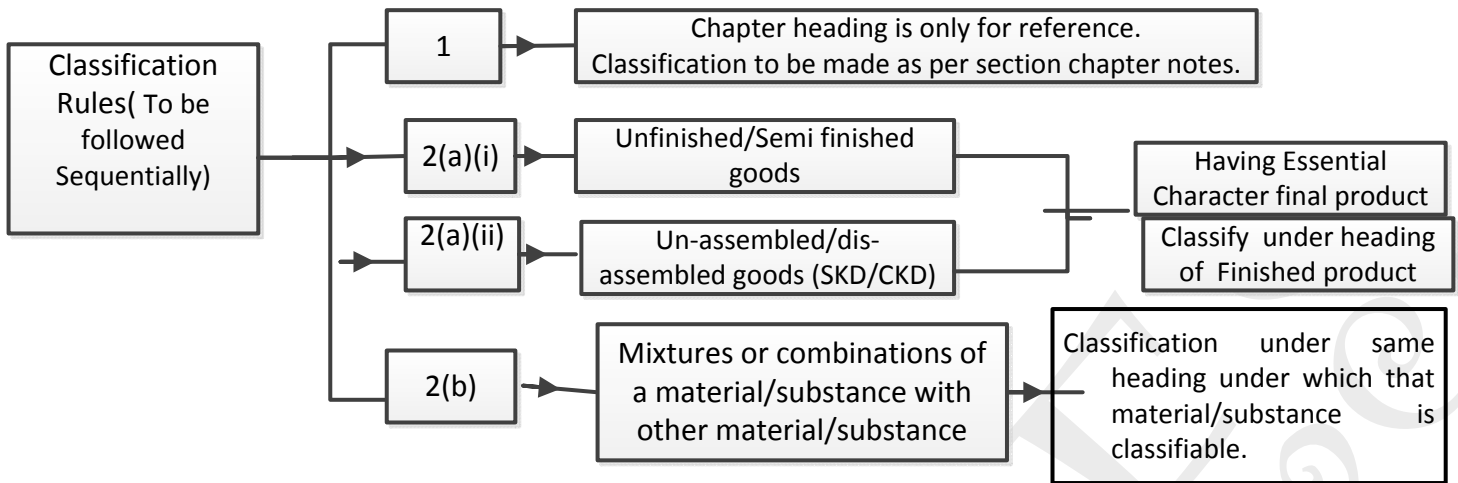 Classification
Rules( To be
followed
Sequentially)
1
Chapter heading is only for reference.
Classification to be made as per section chapter notes.
2(a)(i)
Unfinished/Semi finished
goods
2(a)(ii)
Un-assembled/dis-
assembled goods (SKD/CKD)
Having Essential
Character final product
Classify under heading
of Finished product
2(b)
Mixtures or combinations of
a material/substance with
other material/substance
Classification under same
heading under which that
material/substance is
classifiable.